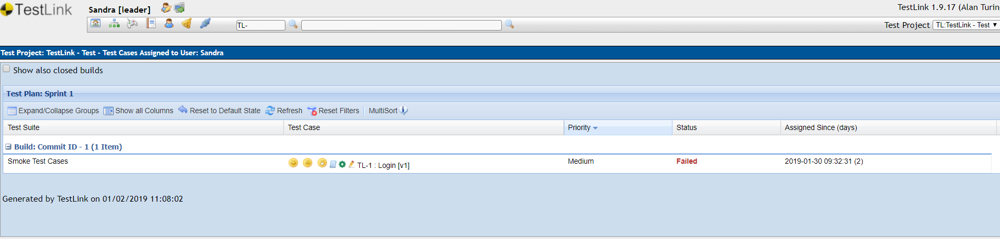 TestLink
Sandra [leader]
TestLink 1.9.17 (Alan Turin
TL-
Test Project TL:TestLink - Test
Test Project: TestLink - Test - Test Cases Assigned to User: Sandra
Show also closed builds
Test Plan: Sprint 1
Expand/Collapse Groups Show all Columns Reset to Default State Refresh Reset Filters MultiSort
Test Suite Test Case Priority Status Assigned Since (days)
Build: Commit ID - 1 (1 Item)
Smoke Test Cases TL-1 : Login [v1] Medium Failed 2019-01-30 09:32:31 (2)
Generated by TestLink on 01/02/2019 11:08:02